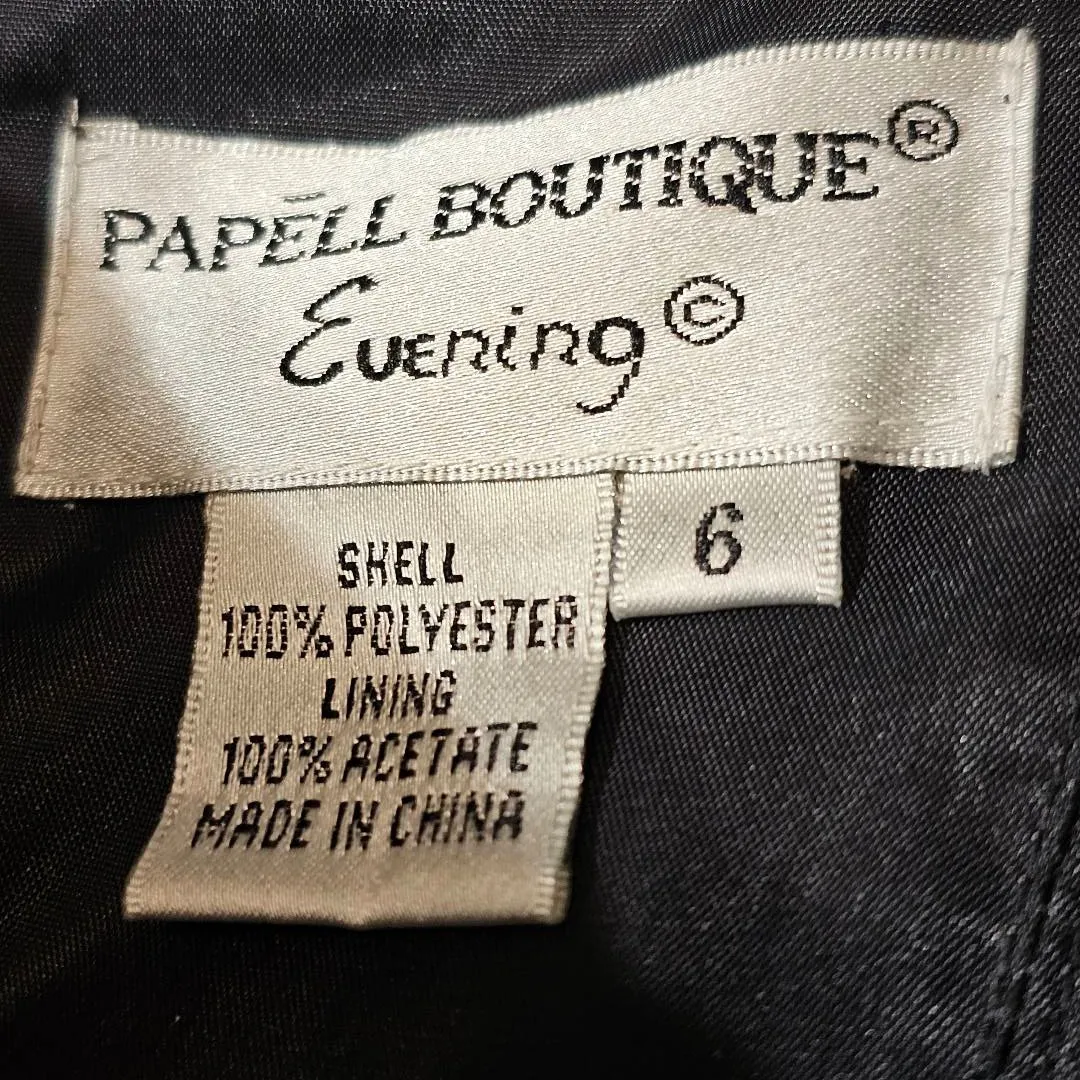 PAPĒLL BOUTIQUE®
Evening ©
6
SHELL
100% POLYESTER
LINING
100% ACETATE
MADE IN CHINA